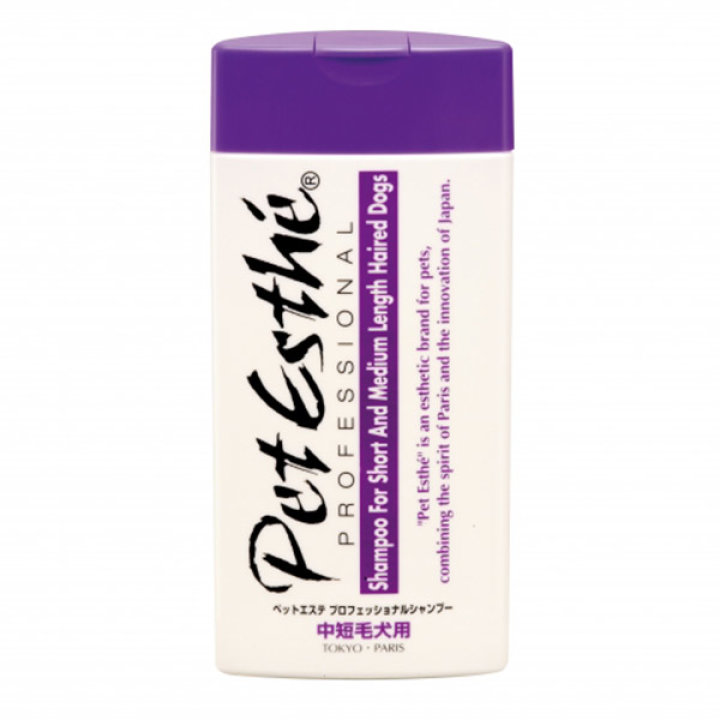 Pet Esthé®
PROFESSIONAL
Shampoo For Short And Medium Length Haired Dogs
"Pet Esthé" is an esthetic brand for pets,
combining the spirit of Paris and the innovation of Japan.
ペットエステ プロフェッショナルシャンプー
中短毛犬用
TOKYO・PARIS